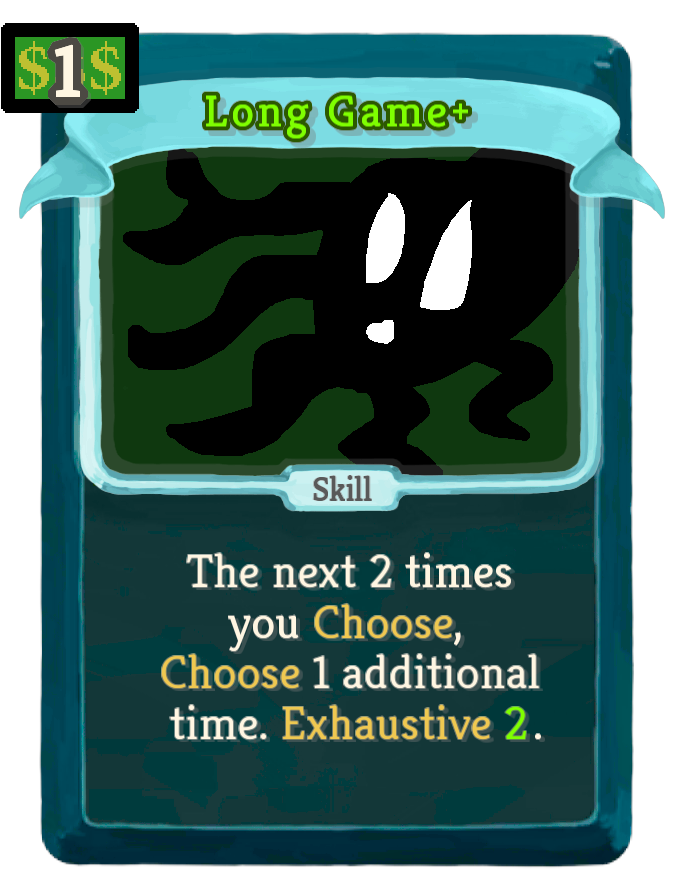 $1$
Long Game+
Skill
The next 2 times
you Choose,
Choose 1 additional
time. Exhaustive 2.